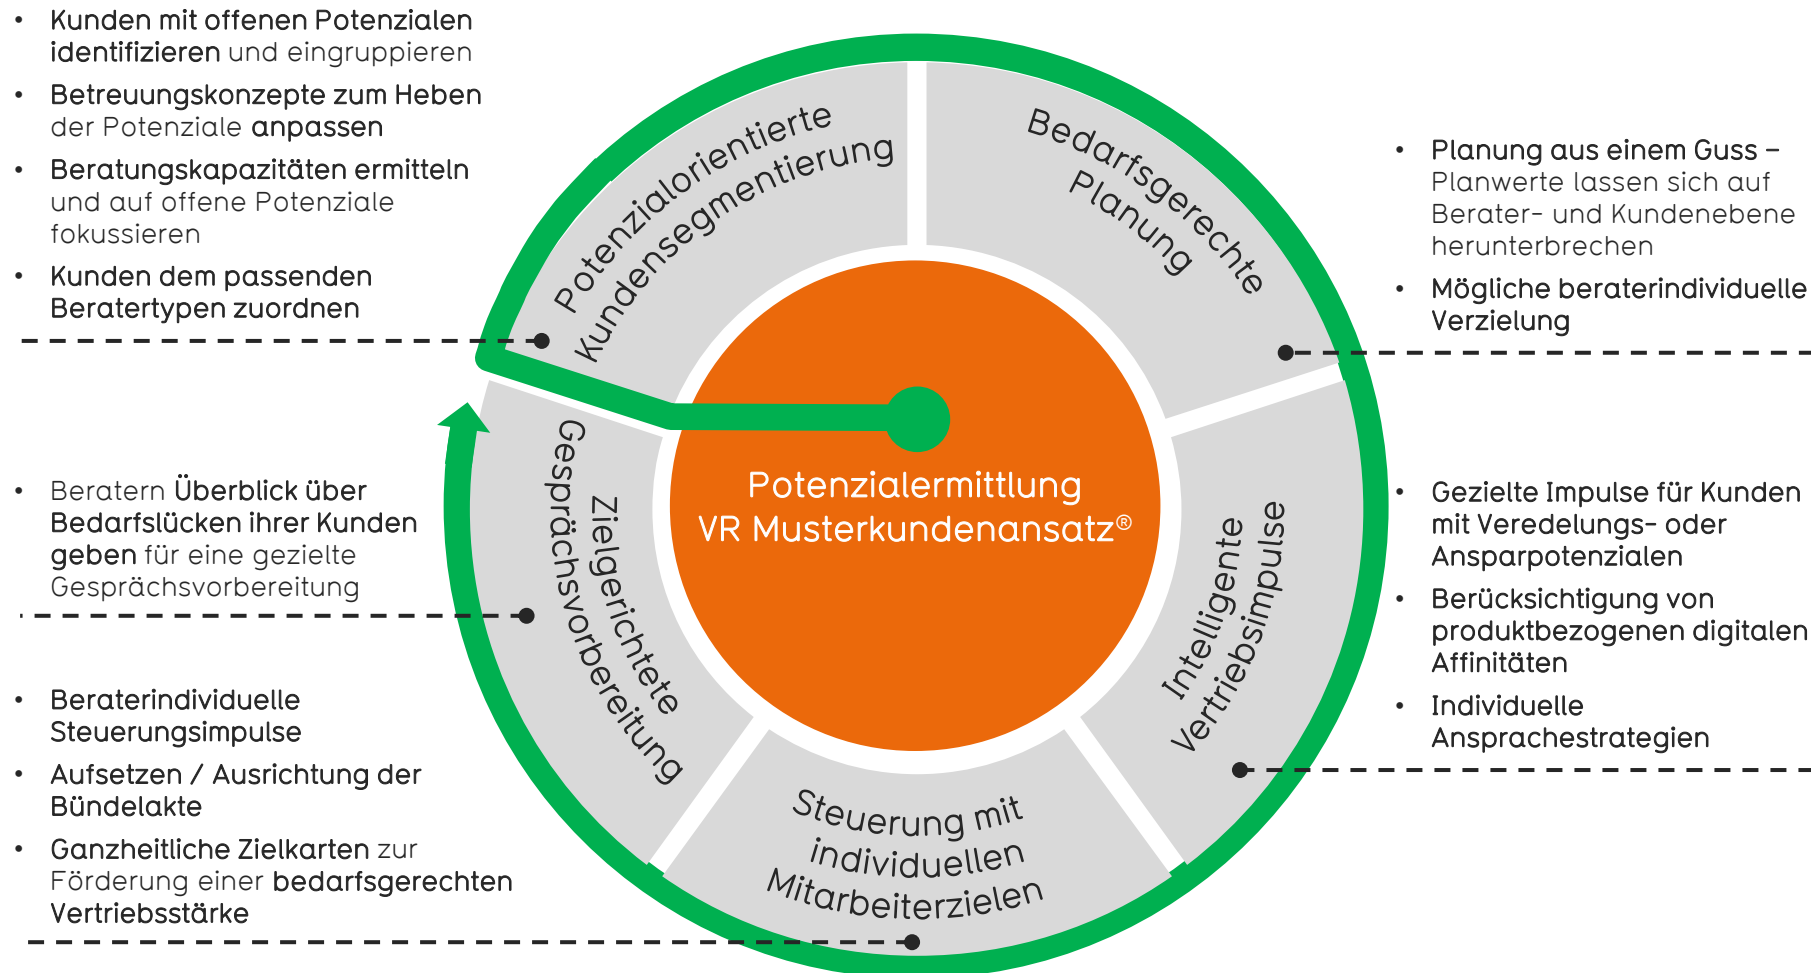 • Kunden mit offenen Potenzialen
identifizieren und eingruppieren
• Betreuungskonzepte zum Heben
der Potenziale anpassen
• Beratungskapazitäten ermitteln
und auf offene Potenziale
fokussieren
• Kunden dem passenden
Beratertypen zuordnen
Potenzialorientierte
Kundensegmentierung
Bedarfsgerechte
Planung
• Planung aus einem Guss –
Planwerte lassen sich auf
Berater- und Kundenebene
herunterbrechen
• Mögliche beraterindividuelle
Verzielung
Potenzialermittlung
VR Musterkundenansatz®
• Beratern Überblick über
Bedarfslücken ihrer Kunden
geben für eine gezielte
Gesprächsvorbereitung
Zielgerichtete
Gesprächsvorbereitung
Intelligente
Vertriebsimpulse
• Gezielte Impulse für Kunden
mit Veredelungs- oder
Ansparpotenzialen
• Berücksichtigung von
produktbezogenen digitalen
Affinitäten
• Individuelle
Ansprachestrategien
• Beraterindividuelle
Steuerungsimpulse
• Aufsetzen / Ausrichtung der
Bündelakte
• Ganzheitliche Zielkarten zur
Förderung einer bedarfsgerechten
Vertriebsstärke
Steuerung mit
individuellen
Mitarbeiterzielen